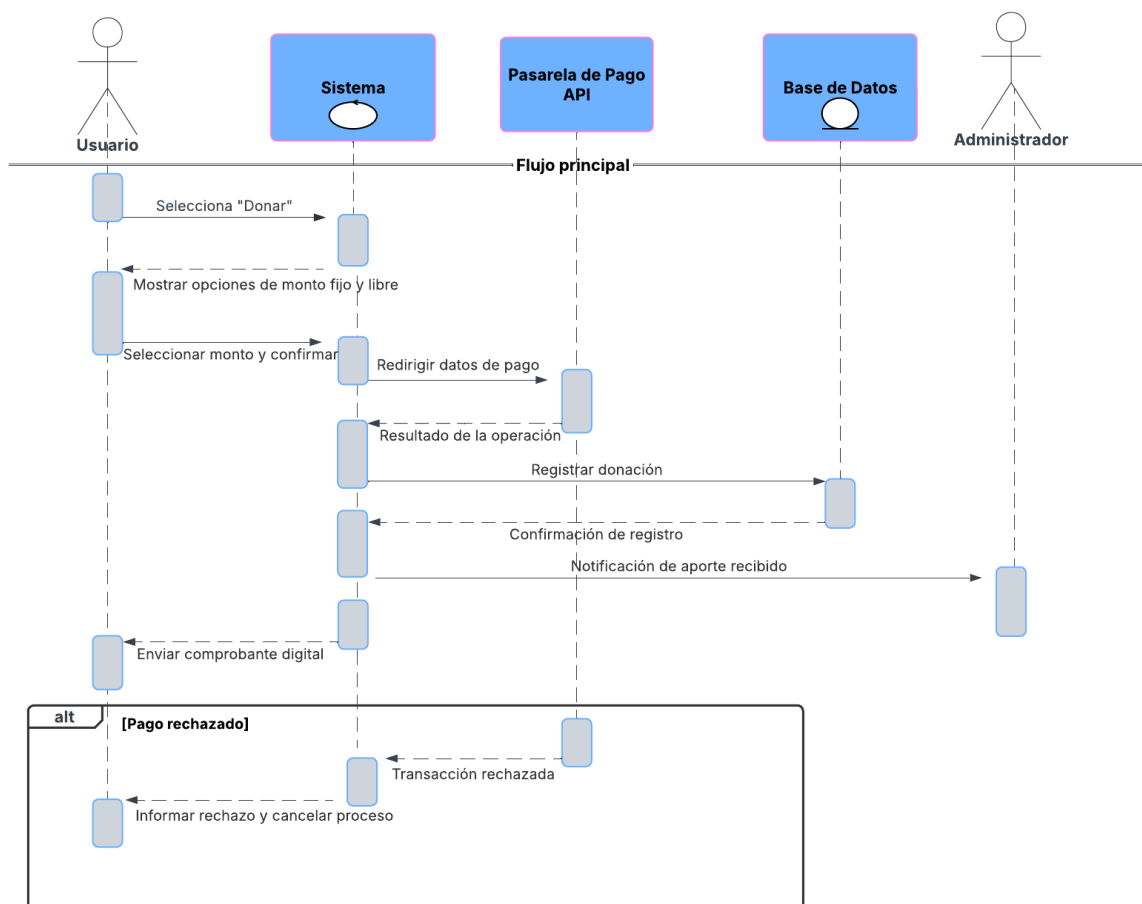 Usuario
Sistema
Pasarela de Pago
API
Base de Datos
Administrador
Flujo principal
Selecciona "Donar"
Mostrar opciones de monto fijo y libre
Seleccionar monto y confirmar
Redirigir datos de pago
Resultado de la operación
Registrar donación
Confirmación de registro
Notificación de aporte recibido
Enviar comprobante digital
alt
[Pago rechazado]
Transacción rechazada
Informar rechazo y cancelar proceso